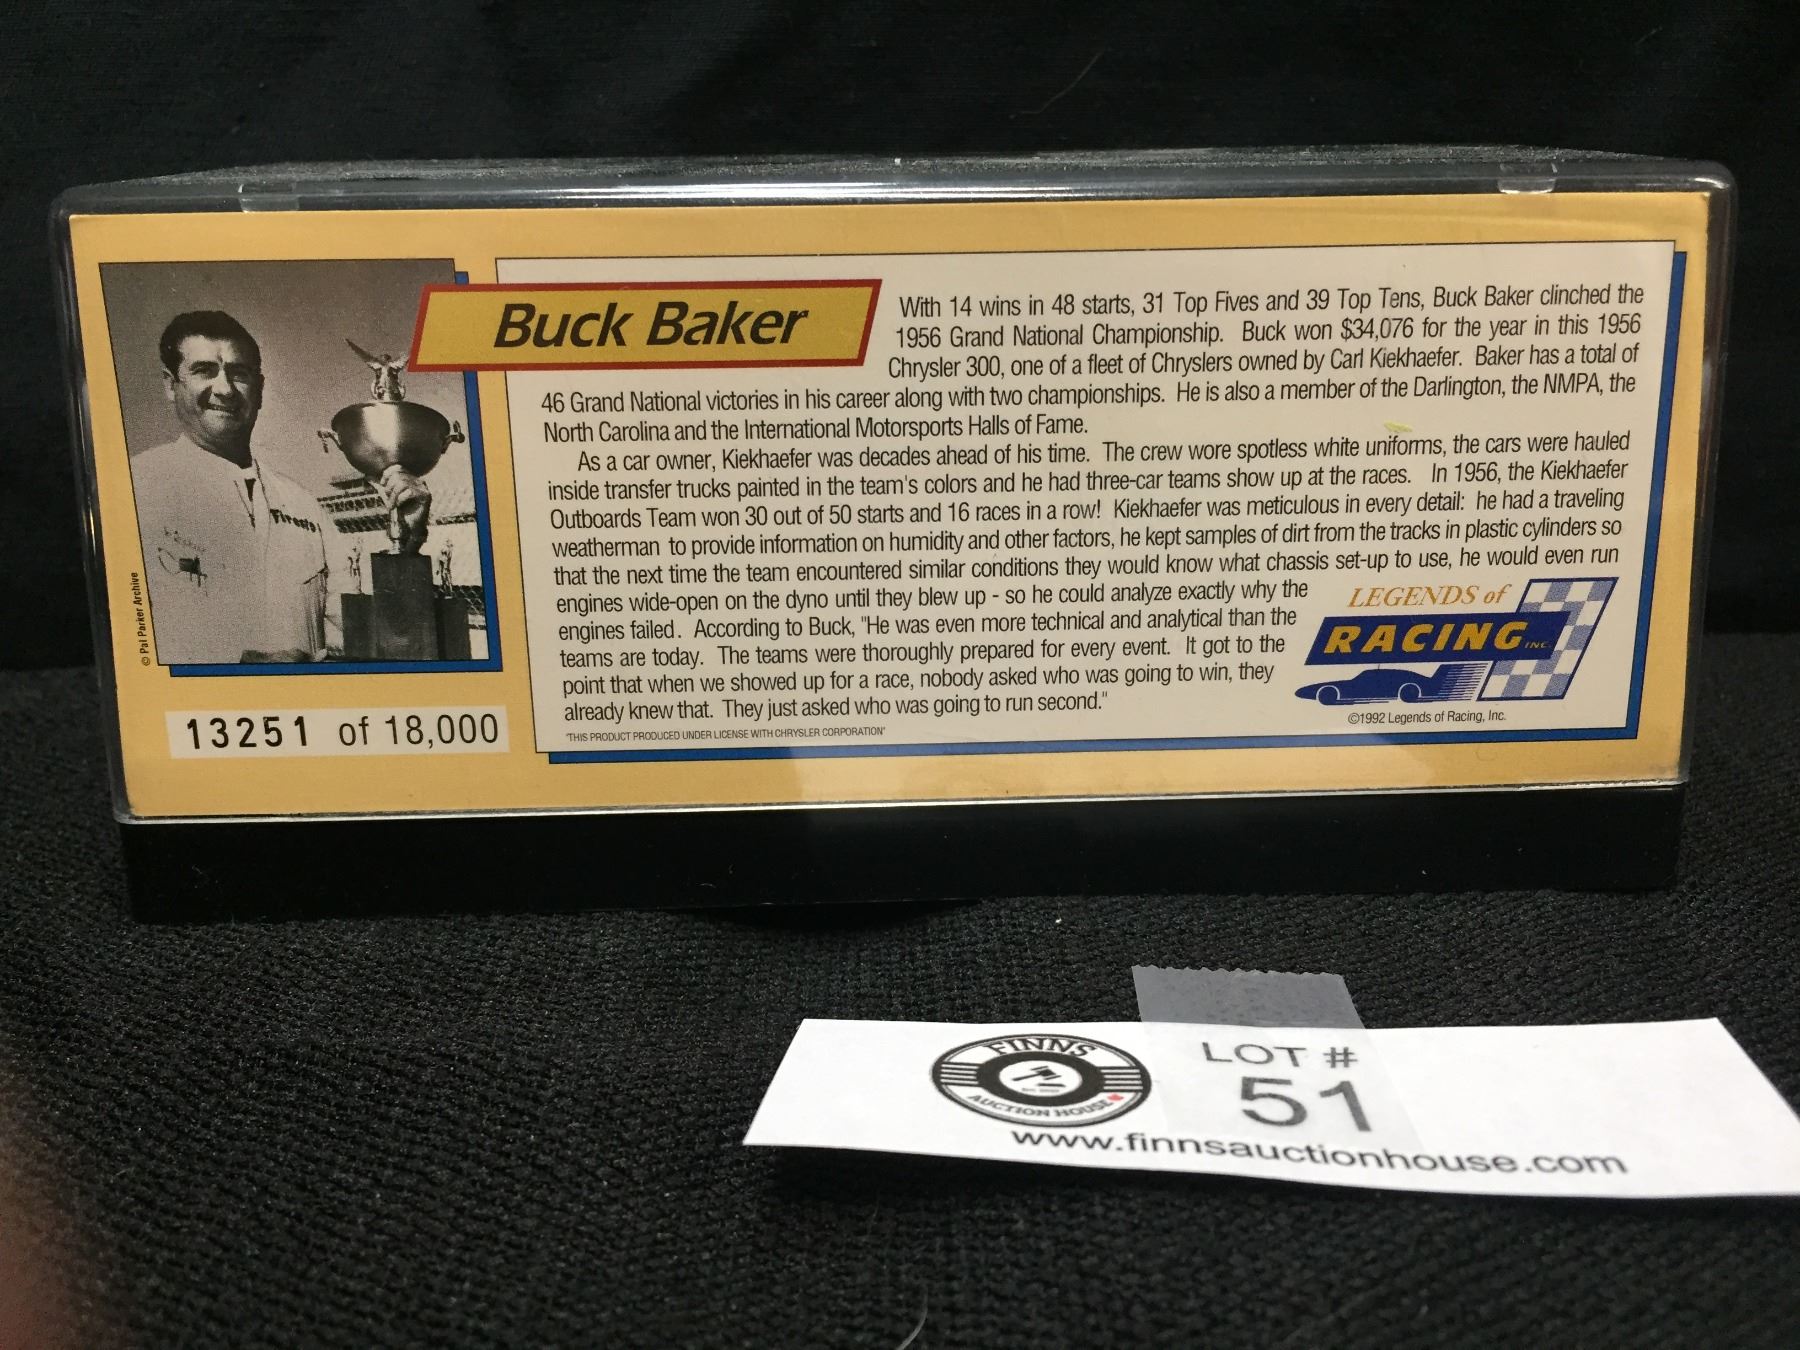 Buck Baker
With 14 wins in 48 starts, 31 Top Fives and 39 Top Tens, Buck Baker clinched the
1956 Grand National Championship. Buck won $34,076 for the year in this 1956
Chrysler 300, one of a fleet of Chryslers owned by Carl Kiekhaefer. Baker has a total of
46 Grand National victories in his career along with two championships. He is also a member of the Darlington, the NMPA, the
North Carolina and the International Motorsports Halls of Fame.
As a car owner, Kiekhaefer was decades ahead of his time. The crew wore spotless white uniforms, the cars were hauled
inside transfer trucks painted in the team's colors and he had three-car teams show up at the races. In 1956, the Kiekhaefer
Outboards Team won 30 out of 50 starts and 16 races in a row! Kiekhaefer was meticulous in every detail: he had a traveling
weatherman to provide information on humidity and other factors, he kept samples of dirt from the tracks in plastic cylinders so
that the next time the team encountered similar conditions they would know what chassis set-up to use, he would even run
engines wide-open on the dyno until they blew up - so he could analyze exactly why the
engines failed. According to Buck, "He was even more technical and analytical than the
teams are today. The teams were thoroughly prepared for every event. It got to the
point that when we showed up for a race, nobody asked who was going to win, they
already knew that. They just asked who was going to run second."
"THIS PRODUCT PRODUCED UNDER LICENSE WITH CHRYSLER CORPORATION"
LEGENDS of
RACING INC.
©1992 Legends of Racing, Inc.
Firestone
© Pal Parker Archive
13251 of 18,000
FINNS
AUCTION HOUSE
LOT #
51
www.finnsauctionhouse.com